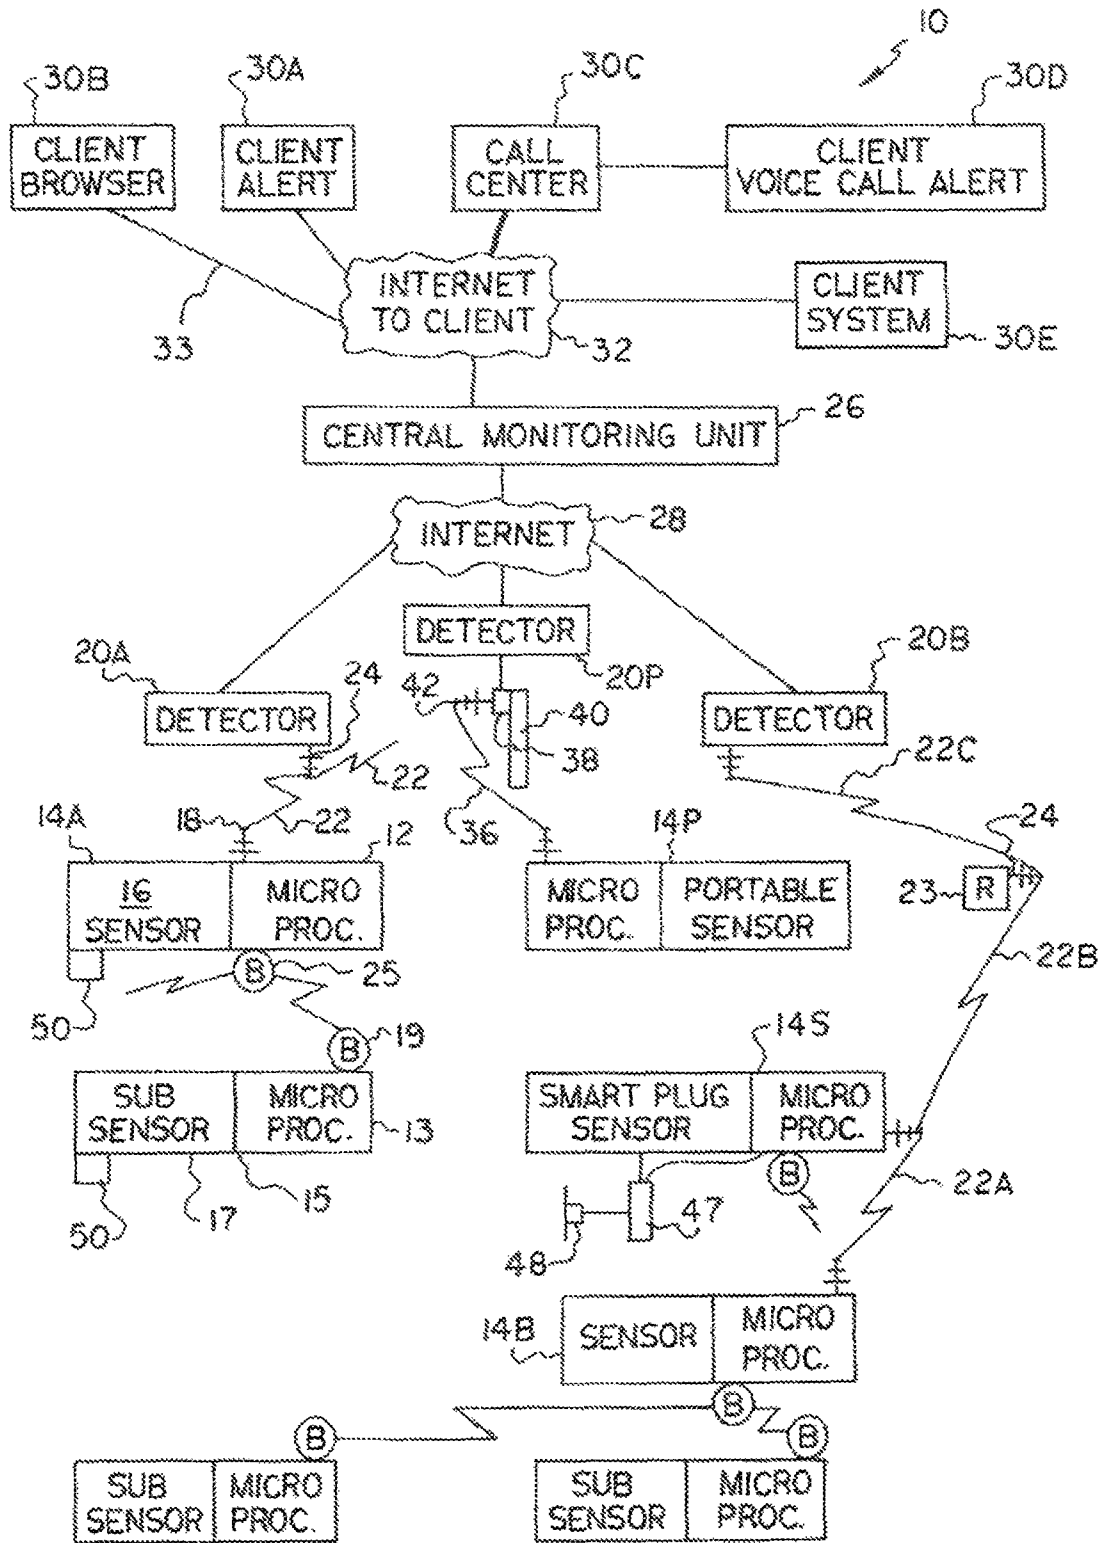 10
30B
30A
30C
30D
CLIENT
BROWSER
CLIENT
ALERT
CALL
CENTER
CLIENT
VOICE CALL ALERT
INTERNET
TO CLIENT
CLIENT
SYSTEM
33
32
30E
26
CENTRAL MONITORING UNIT
INTERNET
28
DETECTOR
20A
20B
24
42
20P
DETECTOR
40
DETECTOR
38
22
22C
14A
18
22
36
14P
12
24
16
SENSOR
MICRO
PROC.
MICRO
PROC.
PORTABLE
SENSOR
23
R
B
25
22B
50
19
B
14S
SUB
SENSOR
MICRO
PROC.
13
SMART PLUG
SENSOR
MICRO
PROC.
B
22A
50
17
15
47
48
14B
SENSOR
MICRO
PROC.
B
B
B
SUB
SENSOR
MICRO
PROC.
SUB
SENSOR
MICRO
PROC.